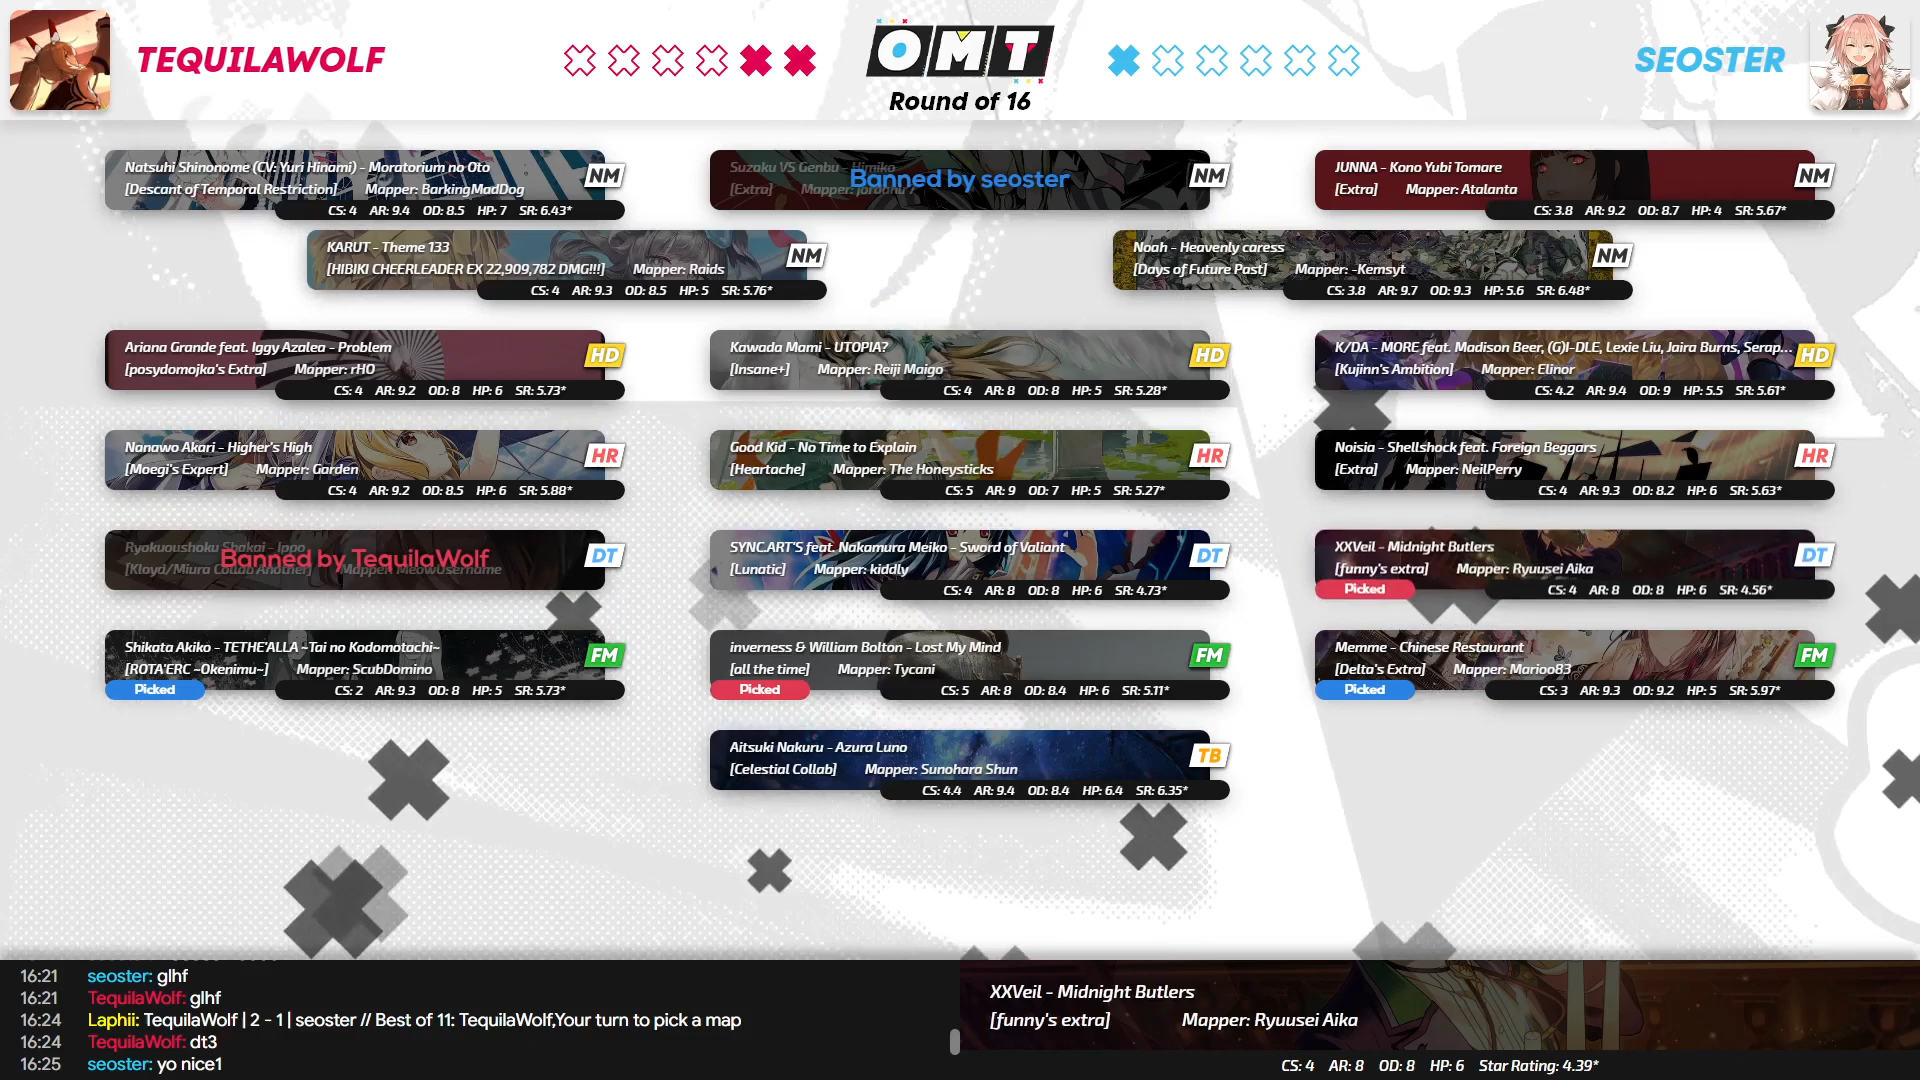 TEQUILAWOLF
OMT
Round of 16
SEOSTER
Natsuhi Shinonome (CV: Yuri Hinami) - Moratorium no Oto
[Descant of Temporal Restriction] Mapper: BarkingMadDog
NM
CS: 4 AR: 9.4 OD: 8.5 HP: 7 SR: 6.43*
Suzaku VS Genbu - Himiko
[Extra] Mapper:
Banned by seoster
NM
JUNNA - Kono Yubi Tomare
[Extra] Mapper: Atalanta
NM
CS: 3.8 AR: 9.2 OD: 8.7 HP: 4 SR: 5.67*
KARUT - Theme 133
[HIBIKI CHEERLEADER EX 22,909,782 DMG!!!] Mapper: Raids
NM
CS: 4 AR: 9.3 OD: 8.5 HP: 5 SR: 5.76*
Noah - Heavenly caress
[Days of Future Past] Mapper: -Kemsyt
NM
CS: 3.8 AR: 9.7 OD: 9.3 HP: 5.6 SR: 6.48*
Ariana Grande feat. Iggy Azalea - Problem
[posydomojka's Extra] Mapper: rHO
HD
CS: 4 AR: 9.2 OD: 8 HP: 6 SR: 5.73*
Kawada Mami - UTOPIA?
[Insane+] Mapper: Reiji Maigo
HD
CS: 4 AR: 8 OD: 8 HP: 5 SR: 5.28*
K/DA - MORE feat. Madison Beer, (G)I-DLE, Lexie Liu, Jaira Burns, Serap...
[Kujinn's Ambition] Mapper: Elinor
HD
CS: 4.2 AR: 9.4 OD: 9 HP: 5.5 SR: 5.61*
Nanawo Akari - Higher's High
[Moegi's Expert] Mapper: Garden
HR
CS: 4 AR: 9.2 OD: 8.5 HP: 6 SR: 5.88*
Good Kid - No Time to Explain
[Heartache] Mapper: The Honeysticks
HR
CS: 5 AR: 9 OD: 7 HP: 5 SR: 5.27*
Noisia - Shellshock feat. Foreign Beggars
[Extra] Mapper: NeilPerry
HR
CS: 4 AR: 9.3 OD: 8.2 HP: 6 SR: 5.63*
Ryokuoushoku Shakai - Ippo
[Kloyd/Miura Collab Another] Mapper: MeowUsername
Banned by TequilaWolf
DT
SYNC.ART'S feat. Nakamura Meiko - Sword of Valiant
[Lunatic] Mapper: kiddly
DT
CS: 4 AR: 8 OD: 8 HP: 6 SR: 4.73*
XXVeil - Midnight Butlers
[funny's extra] Mapper: Ryuusei Aika
DT
Picked
CS: 4 AR: 8 OD: 8 HP: 6 SR: 4.56*
Shikata Akiko - TETHE'ALLA ~Tai no Kodomotachi~
[ROTA'ERC ~Okenimu~] Mapper: ScubDomino
FM
Picked
CS: 2 AR: 9.3 OD: 8 HP: 5 SR: 5.73*
inverness & William Bolton - Lost My Mind
[all the time] Mapper: Tycani
FM
Picked
CS: 5 AR: 8 OD: 8.4 HP: 6 SR: 5.11*
Memme - Chinese Restaurant
[Delta's Extra] Mapper: Marioo83
FM
Picked
CS: 3 AR: 9.3 OD: 9.2 HP: 5 SR: 5.97*
Aitsuki Nakuru - Azura Luno
[Celestial Collab] Mapper: Sunohara Shun
TB
CS: 4.4 AR: 9.4 OD: 8.4 HP: 6.4 SR: 6.35*
16:21 seoster: glhf
16:21 TequilaWolf: glhf
16:24 Laphii: TequilaWolf | 2 - 1 | seoster // Best of 11: TequilaWolf,Your turn to pick a map
16:24 TequilaWolf: dt3
16:25 seoster: yo nice1
XXVeil - Midnight Butlers
[funny's extra] Mapper: Ryuusei Aika
CS: 4 AR: 8 OD: 8 HP: 6 Star Rating: 4.39*